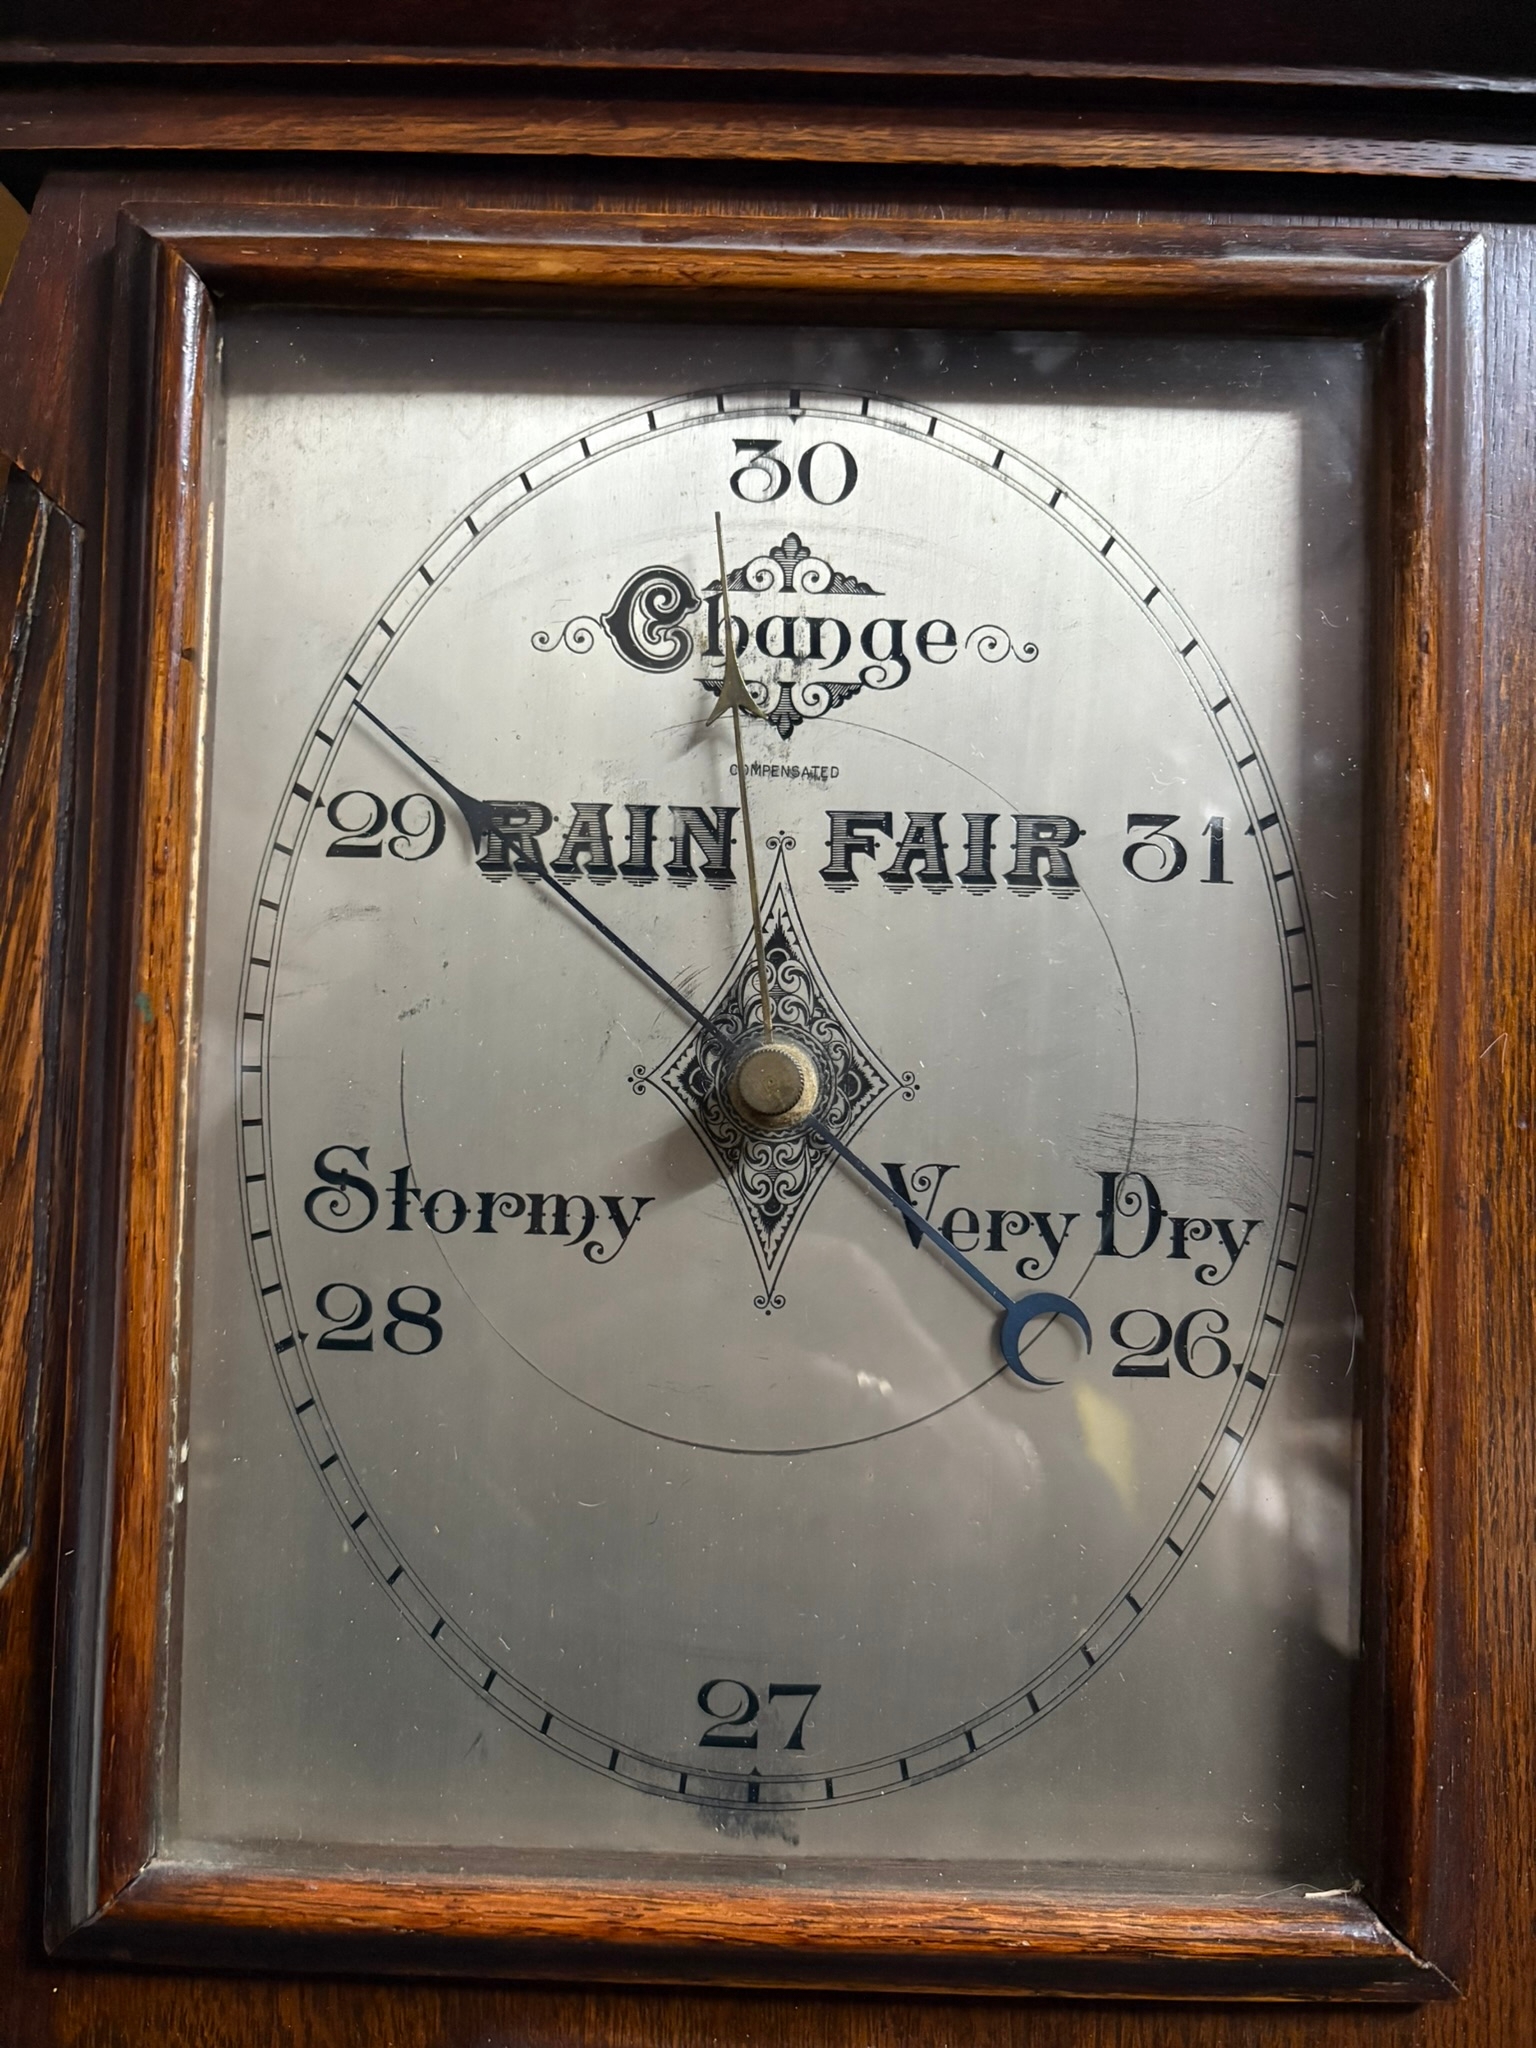 30
Change
COMPENSATED
29 RAIN FAIR 31
Stormy Very Dry
28 26
27